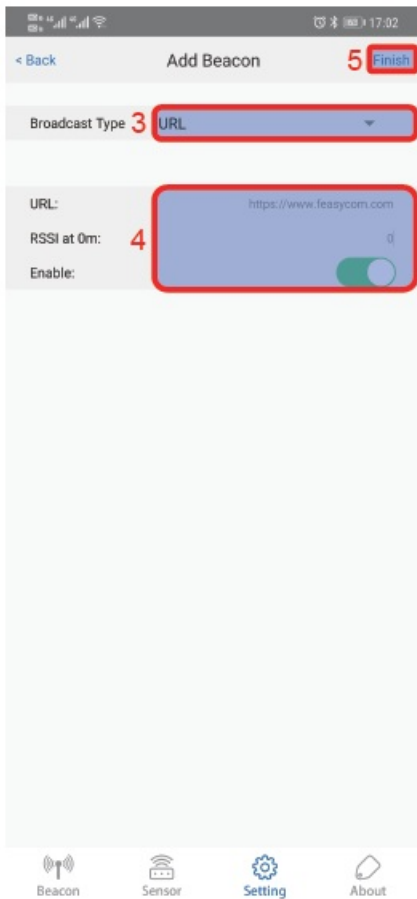 17:02
< Back Add Beacon 5 Finish
Broadcast Type 3 URL
URL: https://www.feasycom.com
RSSI at 0m: 4 0
Enable:
Beacon Sensor Setting About